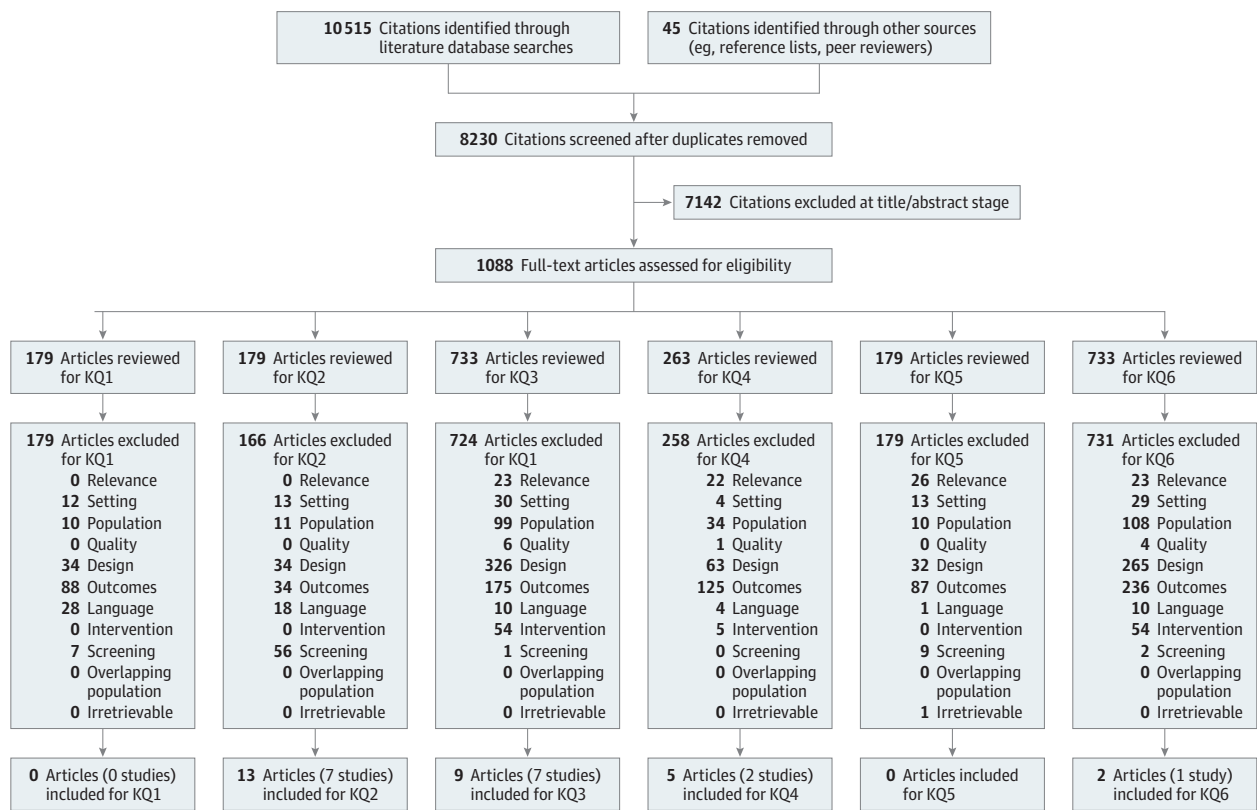 10 515 Citations identified through
literature database searches
45 Citations identified through other sources
(eg, reference lists, peer reviewers)
8230 Citations screened after duplicates removed
7142 Citations excluded at title/abstract stage
1088 Full-text articles assessed for eligibility
179 Articles reviewed
for KQ1
179 Articles reviewed
for KQ2
733 Articles reviewed
for KQ3
263 Articles reviewed
for KQ4
179 Articles reviewed
for KQ5
733 Articles reviewed
for KQ6
179 Articles excluded
for KQ1
0 Relevance
12 Setting
10 Population
0 Quality
34 Design
88 Outcomes
28 Language
0 Intervention
7 Screening
0 Overlapping
population
0 Irretrievable
166 Articles excluded
for KQ2
0 Relevance
13 Setting
11 Population
0 Quality
34 Design
34 Outcomes
18 Language
0 Intervention
56 Screening
0 Overlapping
population
0 Irretrievable
724 Articles excluded
for KQ1
23 Relevance
30 Setting
99 Population
6 Quality
326 Design
175 Outcomes
10 Language
54 Intervention
1 Screening
0 Overlapping
population
0 Irretrievable
258 Articles excluded
for KQ4
22 Relevance
4 Setting
34 Population
1 Quality
63 Design
125 Outcomes
4 Language
5 Intervention
0 Screening
0 Overlapping
population
0 Irretrievable
179 Articles excluded
for KQ5
26 Relevance
13 Setting
10 Population
0 Quality
32 Design
87 Outcomes
1 Language
0 Intervention
9 Screening
0 Overlapping
population
1 Irretrievable
731 Articles excluded
for KQ6
23 Relevance
29 Setting
108 Population
4 Quality
265 Design
236 Outcomes
10 Language
54 Intervention
2 Screening
0 Overlapping
population
0 Irretrievable
0 Articles (0 studies)
included for KQ1
13 Articles (7 studies)
included for KQ2
9 Articles (7 studies)
included for KQ3
5 Articles (2 studies)
included for KQ4
0 Articles included
for KQ5
2 Articles (1 study)
included for KQ6